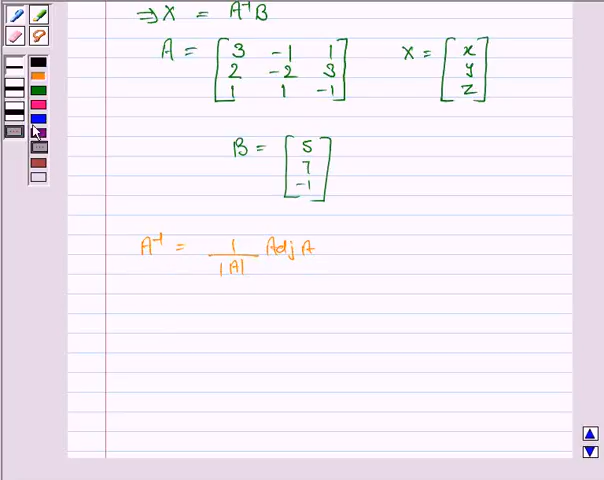 ⇒ X = A⁻¹B
A = [3 -1 1 X = [x
2 -2 3 y
1 1 -1] z]
B = [5
7
-1]
A⁻¹ = 1/|A| Adj A